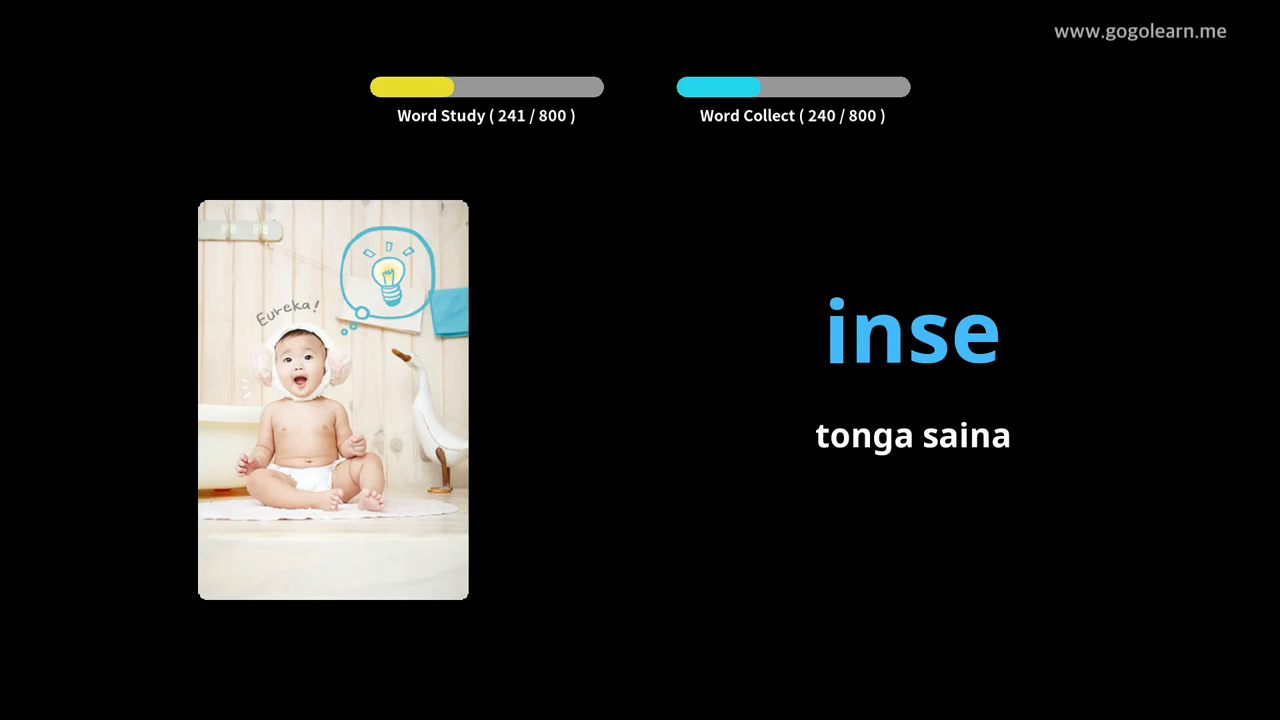 www.gogolearn.me
Word Study ( 241 / 800 )
Word Collect ( 240 / 800 )
Eureka!
inse
tonga saina